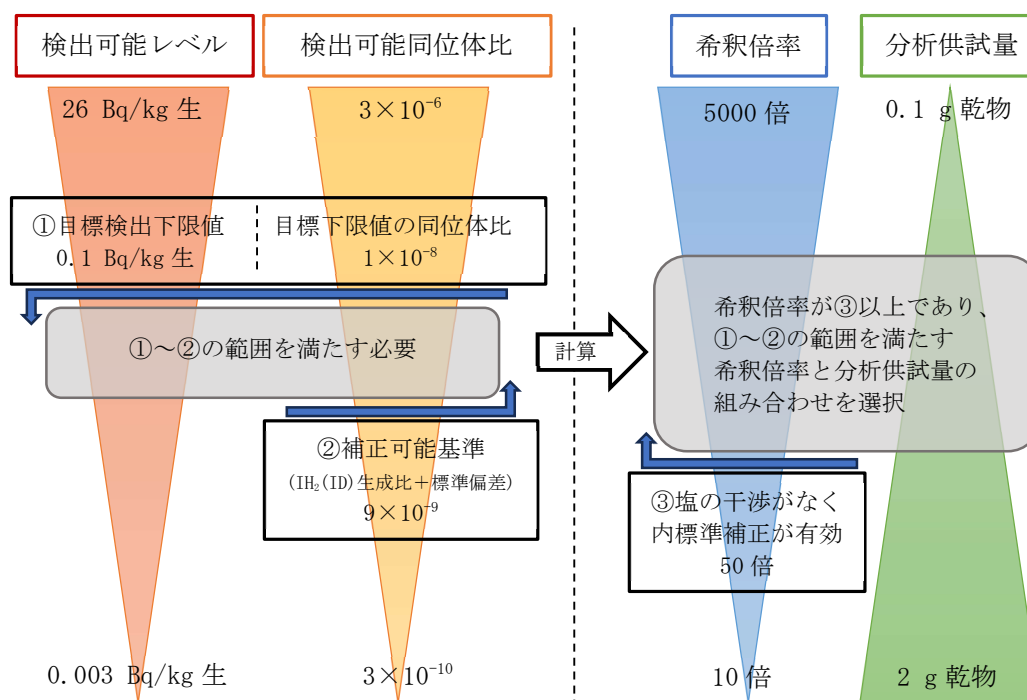 検出可能レベル
検出可能同位体比
希釈倍率
分析供試量
26 Bq/kg 生
3×10⁻⁶
5000 倍
0.1 g 乾物
①目標検出下限値
0.1 Bq/kg 生
目標下限値の同位体比
1×10⁻⁸
①～②の範囲を満たす必要
計算
希釈倍率が③以上であり、
①～②の範囲を満たす
希釈倍率と分析供試量の
組み合わせを選択
②補正可能基準
(IH₂(ID)生成比＋標準偏差)
9×10⁻⁹
③塩の干渉がなく
内標準補正が有効
50 倍
0.003 Bq/kg 生
3×10⁻¹⁰
10 倍
2 g 乾物